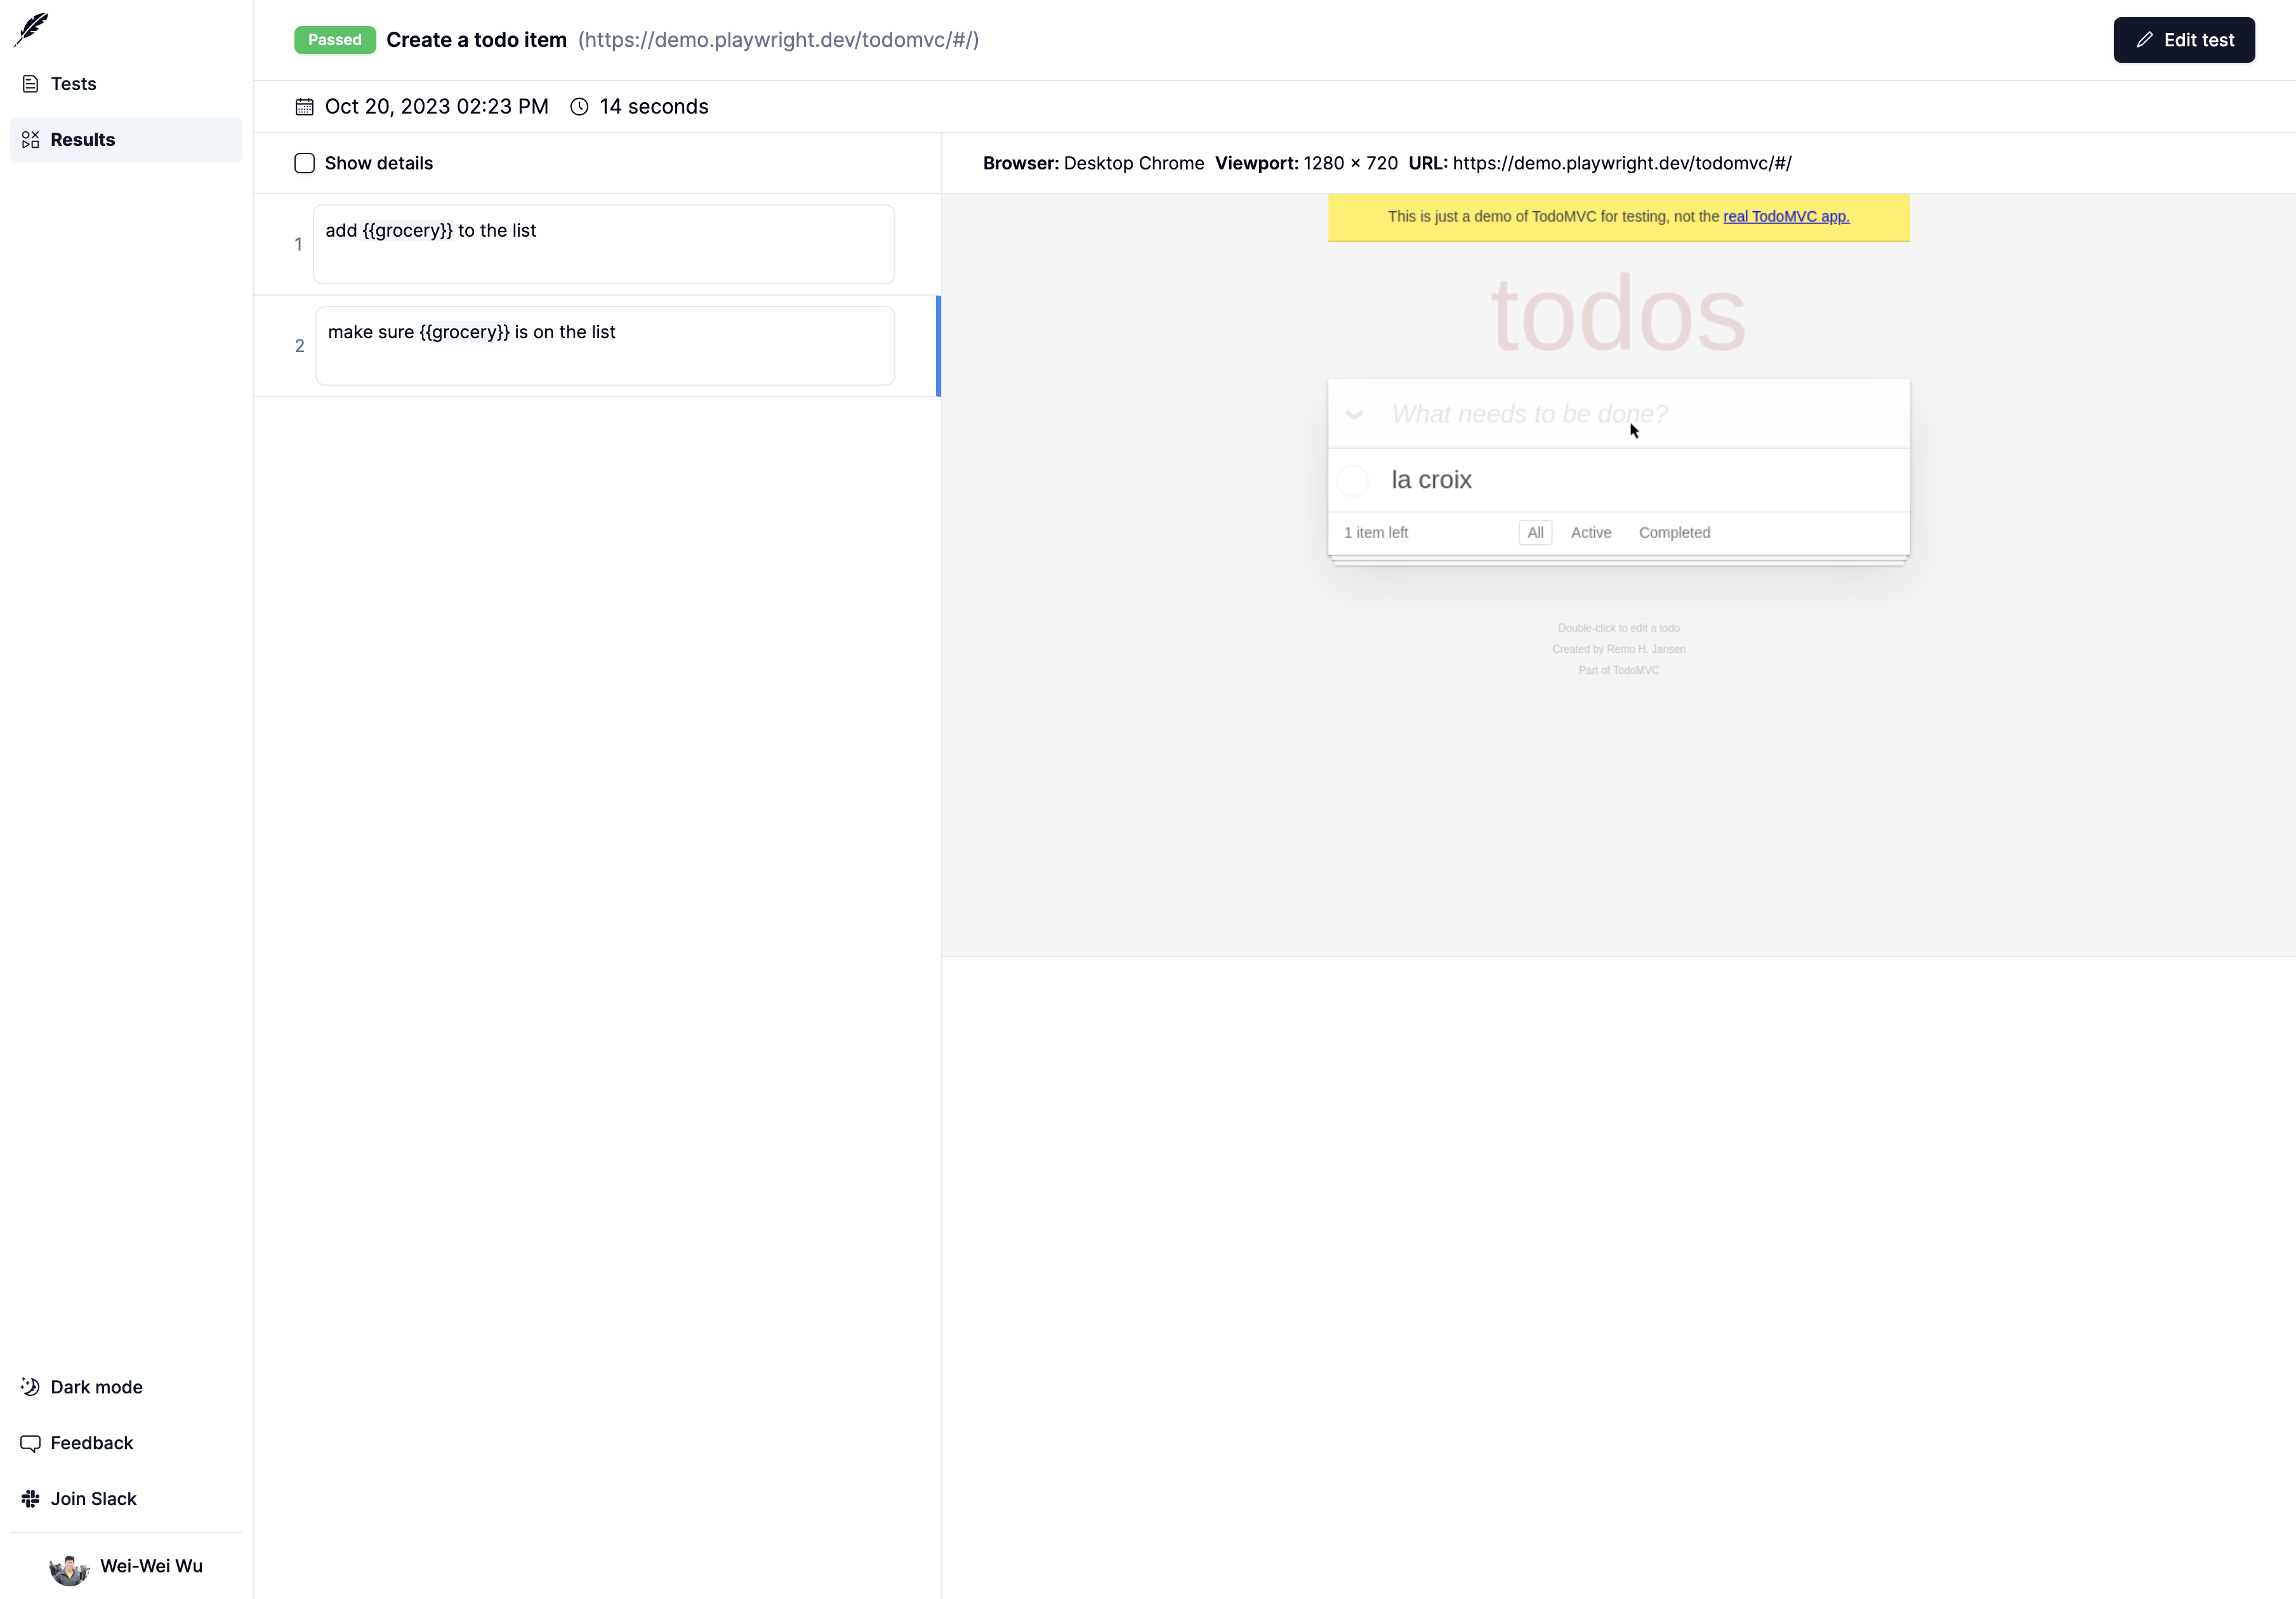 Tests
Results
Dark mode
Feedback
Join Slack
Wei-Wei Wu
Passed Create a todo item (https://demo.playwright.dev/todomvc/#/)
Edit test
Oct 20, 2023 02:23 PM 14 seconds
Show details
1 add {{grocery}} to the list
2 make sure {{grocery}} is on the list
Browser: Desktop Chrome Viewport: 1280 × 720 URL: https://demo.playwright.dev/todomvc/#/
This is just a demo of TodoMVC for testing, not the real TodoMVC app.
todos
What needs to be done?
la croix
1 item left All Active Completed
Double-click to edit a todo
Created by Remo H. Jansen
Part of TodoMVC